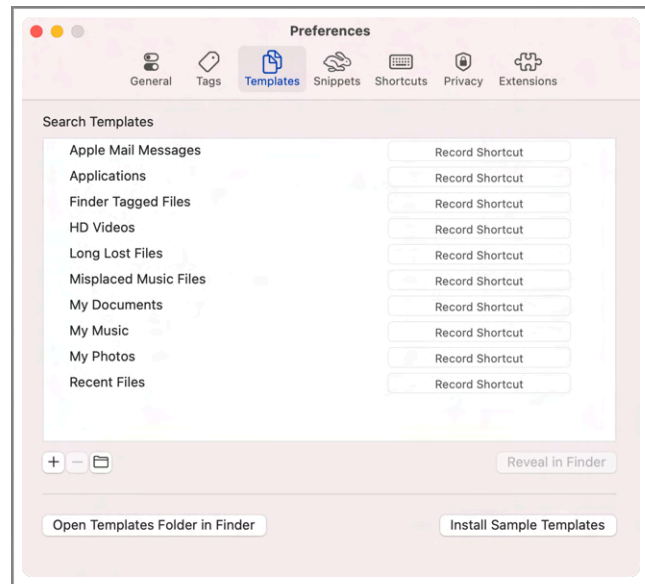 Preferences
General Tags Templates Snippets Shortcuts Privacy Extensions
Search Templates
Apple Mail Messages Record Shortcut
Applications Record Shortcut
Finder Tagged Files Record Shortcut
HD Videos Record Shortcut
Long Lost Files Record Shortcut
Misplaced Music Files Record Shortcut
My Documents Record Shortcut
My Music Record Shortcut
My Photos Record Shortcut
Recent Files Record Shortcut
Reveal in Finder
Open Templates Folder in Finder Install Sample Templates